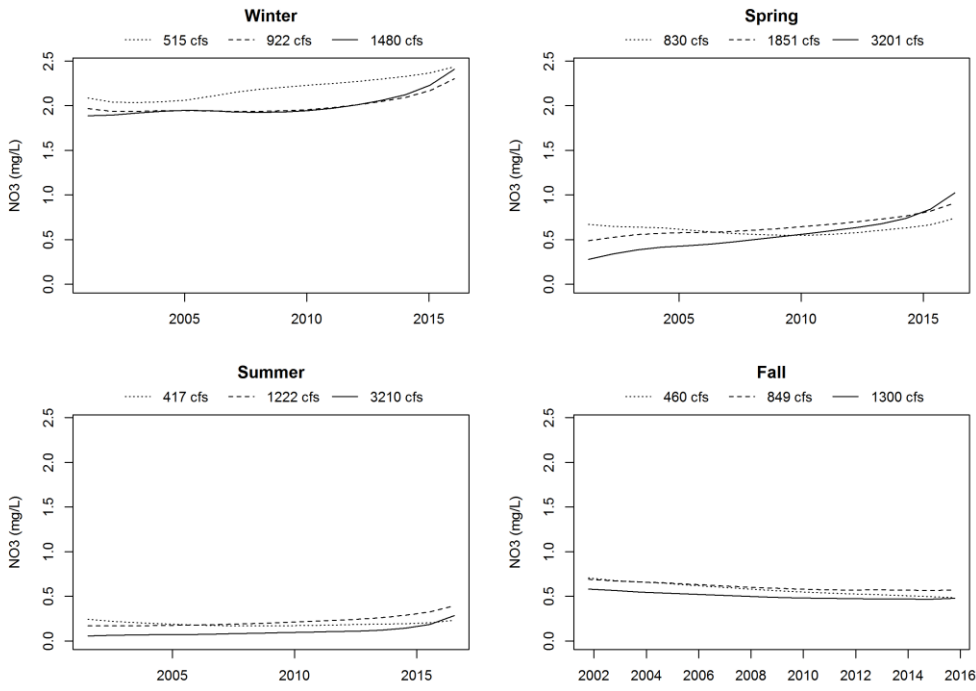 Winter
515 cfs 922 cfs 1480 cfs
NO3 (mg/L)
2.5
2.0
1.5
1.0
0.5
0.0
2005 2010 2015
Spring
830 cfs 1851 cfs 3201 cfs
NO3 (mg/L)
2.5
2.0
1.5
1.0
0.5
0.0
2005 2010 2015
Summer
417 cfs 1222 cfs 3210 cfs
NO3 (mg/L)
2.5
2.0
1.5
1.0
0.5
0.0
2005 2010 2015
Fall
460 cfs 849 cfs 1300 cfs
NO3 (mg/L)
2.5
2.0
1.5
1.0
0.5
0.0
2002 2004 2006 2008 2010 2012 2014 2016